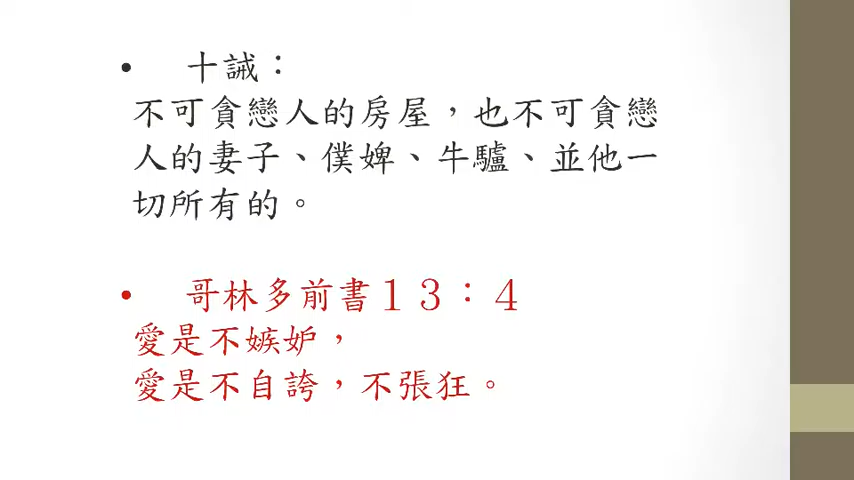 • 十誡：
不可貪戀人的房屋，也不可貪戀
人的妻子、僕婢、牛驢、並他一
切所有的。
• 哥林多前書１３：４
愛是不嫉妒，
愛是不自誇，不張狂。